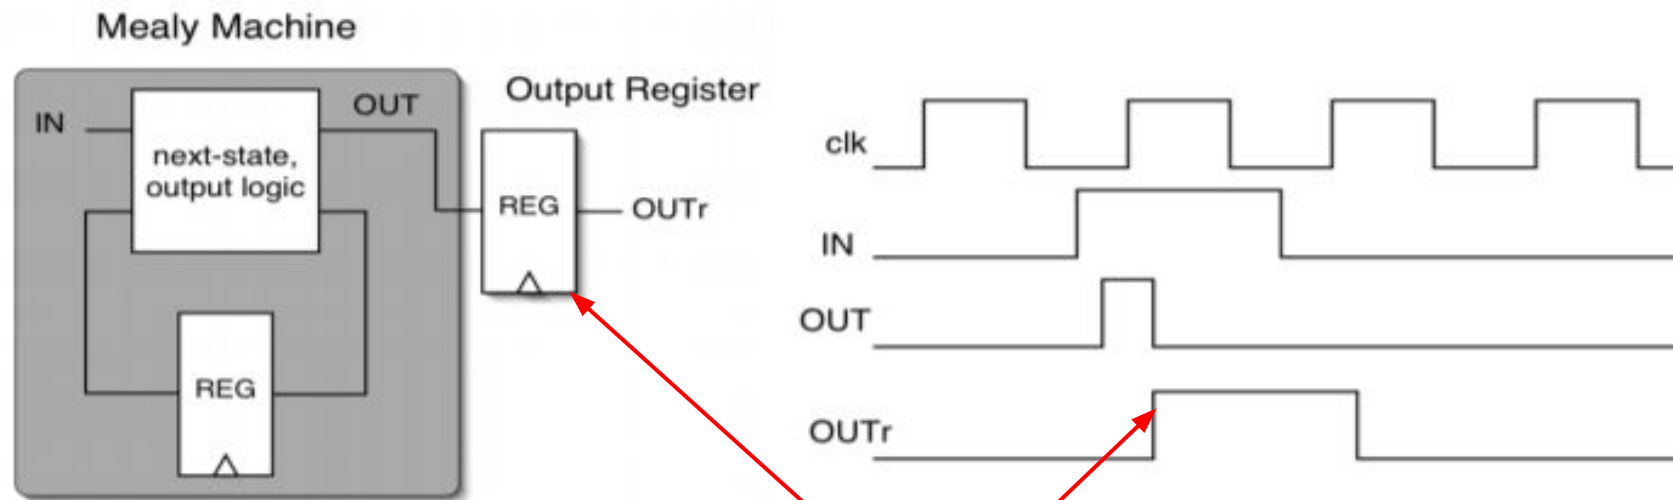 Mealy Machine
IN
OUT
next-state,
output logic
REG
Output Register
REG
OUTr
clk
IN
OUT
OUTr